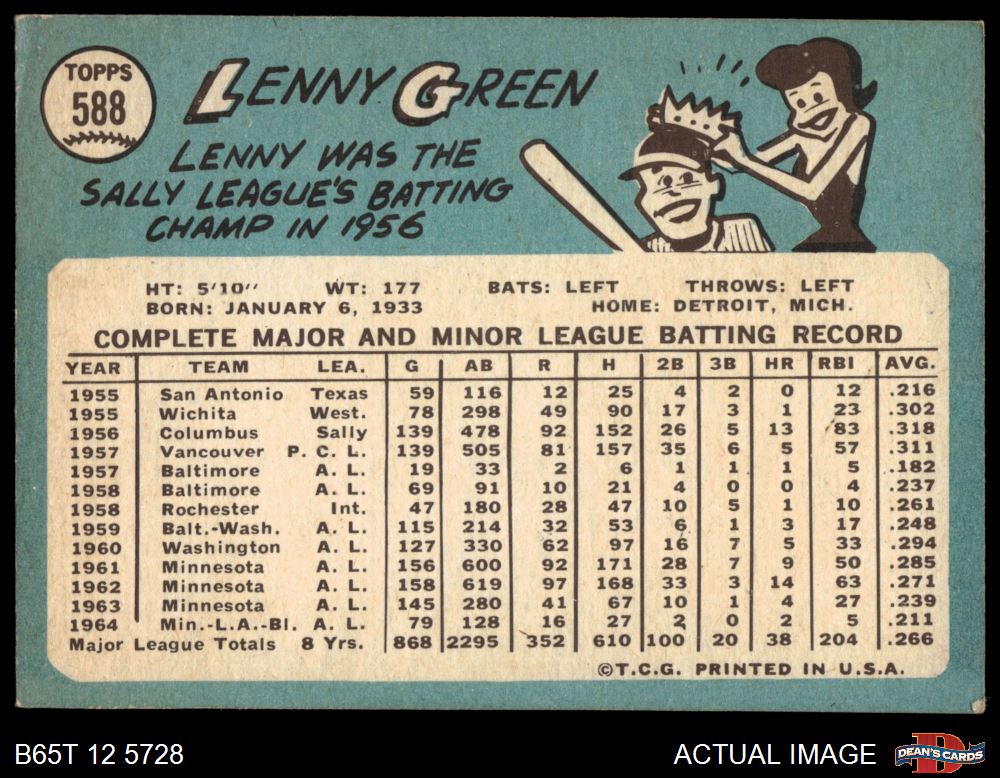 TOPPS
588
LENNY GREEN
LENNY WAS THE
SALLY LEAGUE'S BATTING
CHAMP IN 1956
HT: 5'10" WT: 177 BATS: LEFT THROWS: LEFT
BORN: JANUARY 6, 1933 HOME: DETROIT, MICH.
COMPLETE MAJOR AND MINOR LEAGUE BATTING RECORD
YEAR TEAM LEA. G AB R H 2B 3B HR RBI AVG.
1955 San Antonio Texas 59 116 12 25 4 2 0 12 .216
1955 Wichita West. 78 298 49 90 17 3 1 23 .302
1956 Columbus Sally 139 478 92 152 26 5 13 83 .318
1957 Vancouver P. C. L. 139 505 81 157 35 6 5 57 .311
1957 Baltimore A. L. 19 33 2 6 1 1 1 5 .182
1958 Baltimore A. L. 69 91 10 21 4 0 0 4 .237
1958 Rochester Int. 47 180 28 47 10 5 1 10 .261
1959 Balt.-Wash. A. L. 115 214 32 53 6 1 3 17 .248
1960 Washington A. L. 127 330 62 97 16 7 5 33 .294
1961 Minnesota A. L. 156 600 92 171 28 7 9 50 .285
1962 Minnesota A. L. 158 619 97 168 33 3 14 63 .271
1963 Minnesota A. L. 145 280 41 67 10 1 4 27 .239
1964 Min.-L.A.-Bl. A. L. 79 128 16 27 2 0 2 5 .211
Major League Totals 8 Yrs. 868 2295 352 610 100 20 38 204 .266
©T.C.G. PRINTED IN U.S.A.
B65T 12 5728 ACTUAL IMAGE
DEAN'S CARDS